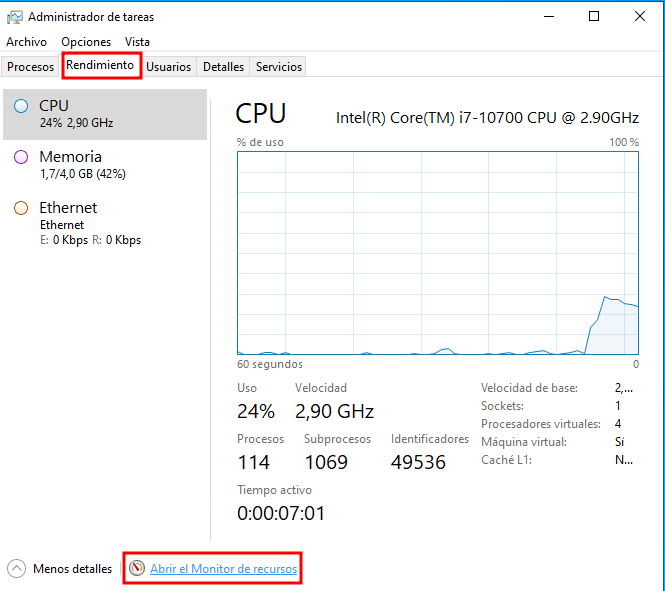 Administrador de tareas
Archivo Opciones Vista
Procesos Rendimiento Usuarios Detalles Servicios
CPU
24% 2,90 GHz
Memoria
1,7/4,0 GB (42%)
Ethernet
Ethernet
E: 0 Kbps R: 0 Kbps
CPU Intel(R) Core(TM) i7-10700 CPU @ 2.90GHz
% de uso 100 %
60 segundos 0
Uso Velocidad
24% 2,90 GHz
Procesos Subprocesos Identificadores
114 1069 49536
Tiempo activo
0:00:07:01
Velocidad de base: 2,...
Sockets: 1
Procesadores virtuales: 4
Máquina virtual: Sí
Caché L1: N...
Menos detalles Abrir el Monitor de recursos